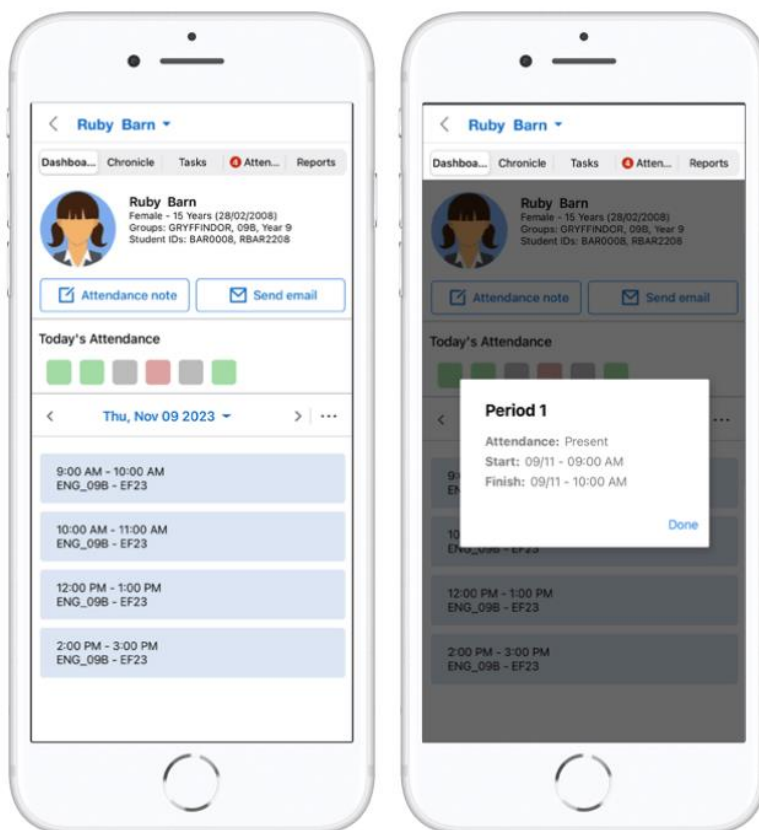 Ruby Barn
Dashboa... Chronicle Tasks 4 Atten... Reports
Ruby Barn
Female - 15 Years (28/02/2008)
Groups: GRYFFINDOR, 09B, Year 9
Student IDs: BAR0008, RBAR2208
Attendance note Send email
Today's Attendance
Thu, Nov 09 2023
9:00 AM - 10:00 AM
ENG_09B - EF23
10:00 AM - 11:00 AM
ENG_09B - EF23
12:00 PM - 1:00 PM
ENG_09B - EF23
2:00 PM - 3:00 PM
ENG_09B - EF23
Ruby Barn
Dashboa... Chronicle Tasks 4 Atten... Reports
Ruby Barn
Female - 15 Years (28/02/2008)
Groups: GRYFFINDOR, 09B, Year 9
Student IDs: BAR0008, RBAR2208
Attendance note Send email
Today's Attendance
Period 1
Attendance: Present
Start: 09/11 - 09:00 AM
Finish: 09/11 - 10:00 AM
Done
ENG_09B - EF23
12:00 PM - 1:00 PM
ENG_09B - EF23
2:00 PM - 3:00 PM
ENG_09B - EF23